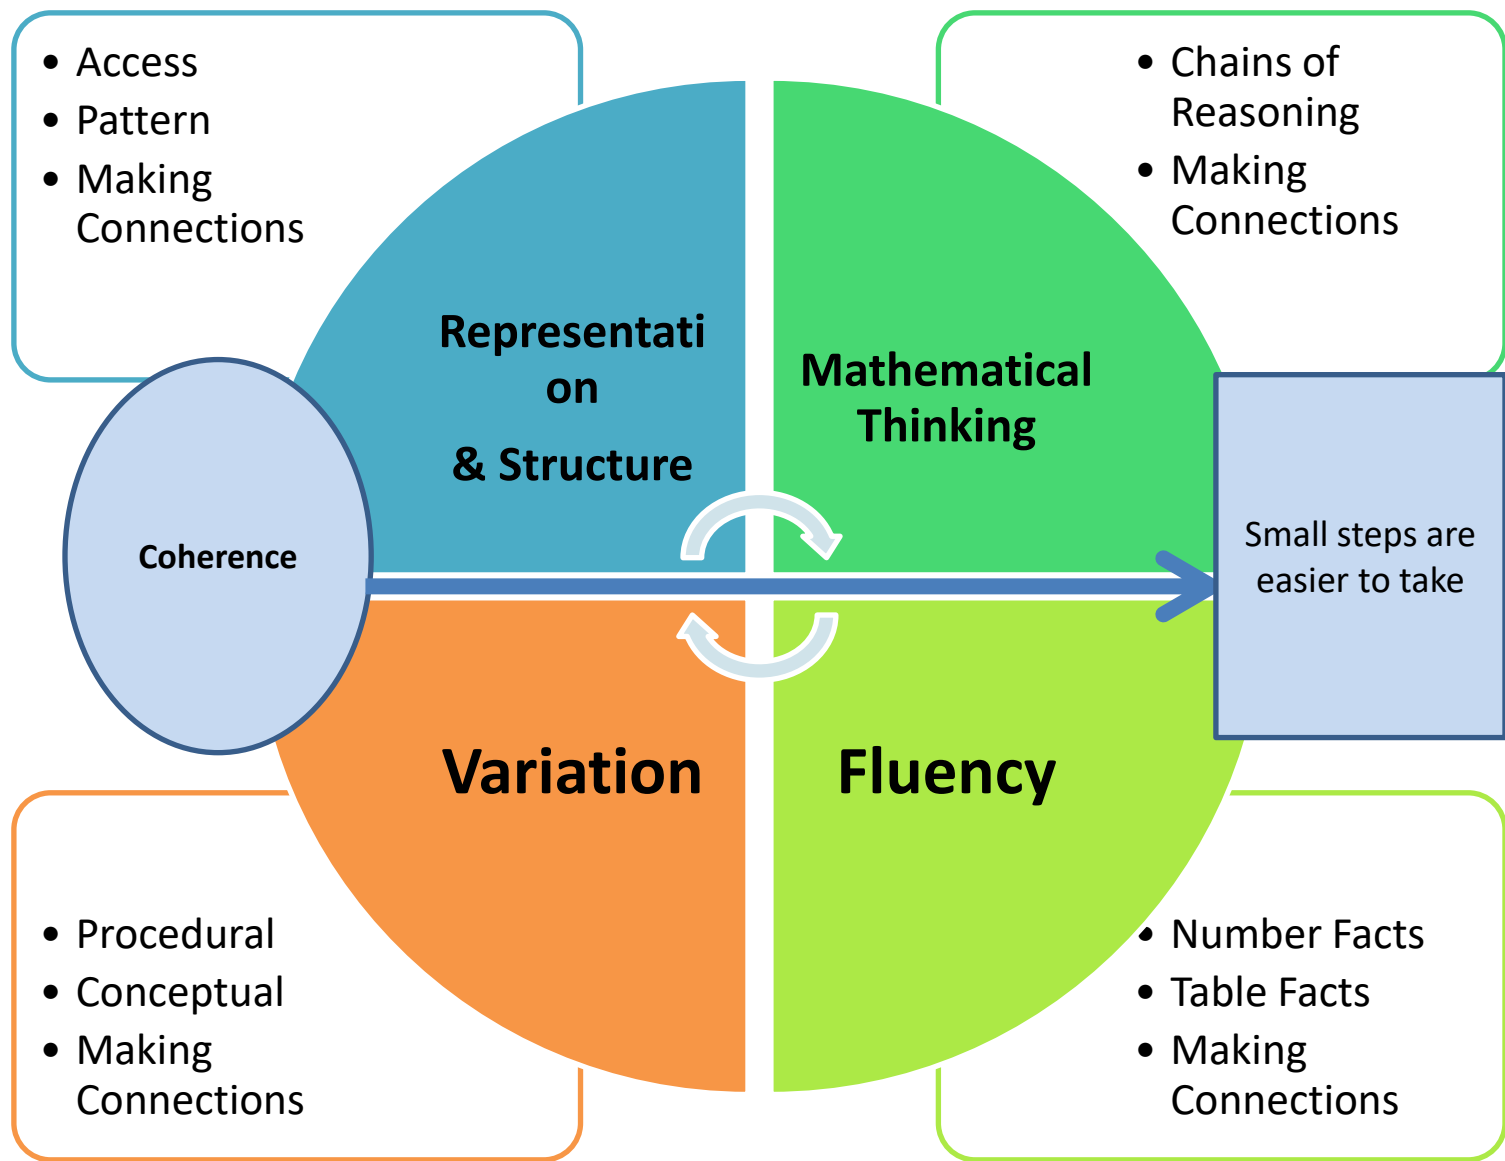 • Access
• Pattern
• Making
Connections
• Chains of
Reasoning
• Making
Connections
Representati
on
& Structure
Mathematical
Thinking
Coherence
Small steps are
easier to take
Variation
Fluency
• Procedural
• Conceptual
• Making
Connections
• Number Facts
• Table Facts
• Making
Connections